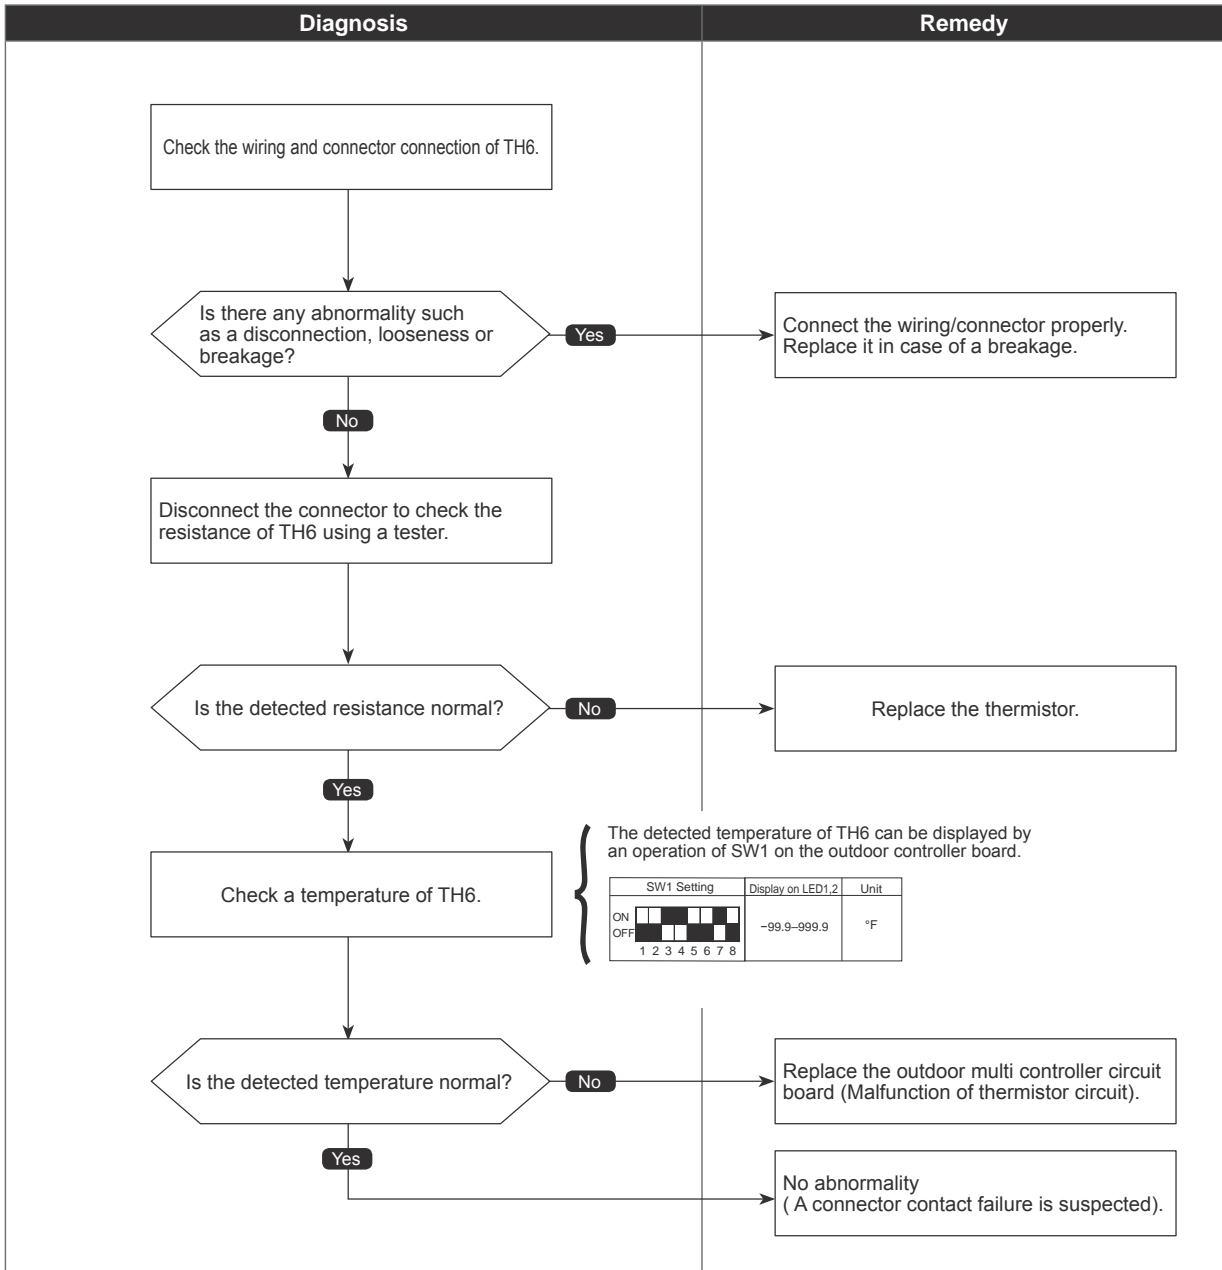 Diagnosis
Remedy
Check the wiring and connector connection of TH6.
Is there any abnormality such
as a disconnection, looseness or
breakage?
Yes
Connect the wiring/connector properly.
Replace it in case of a breakage.
No
Disconnect the connector to check the
resistance of TH6 using a tester.
Is the detected resistance normal?
No
Replace the thermistor.
Yes
Check a temperature of TH6.
The detected temperature of TH6 can be displayed by
an operation of SW1 on the outdoor controller board.
SW1 Setting
Display on LED1,2
Unit
ON
OFF
1 2 3 4 5 6 7 8
−99.9–999.9
°F
Is the detected temperature normal?
No
Replace the outdoor multi controller circuit
board (Malfunction of thermistor circuit).
Yes
No abnormality
( A connector contact failure is suspected).